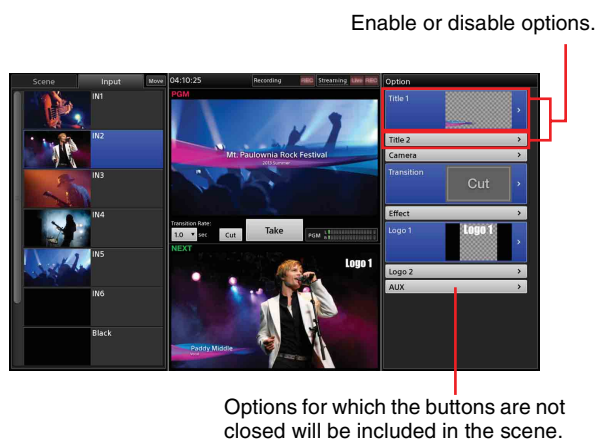 Enable or disable options.
Scene
Input
Move
04:10:25
Recording
REC
Streaming
Live
REC
Option
IN1
IN2
IN3
IN4
IN5
IN6
Black
PGM
Mt. Paulownia Rock Festival
2013 Summer
Transition Rate:
1.0 sec
Cut
Take
PGM
NEXT
Logo 1
Paddy Middle
Title 1
Title 2
Camera
Transition
Cut
Effect
Logo 1
Logo 1
Logo 2
AUX
Options for which the buttons are not
closed will be included in the scene.